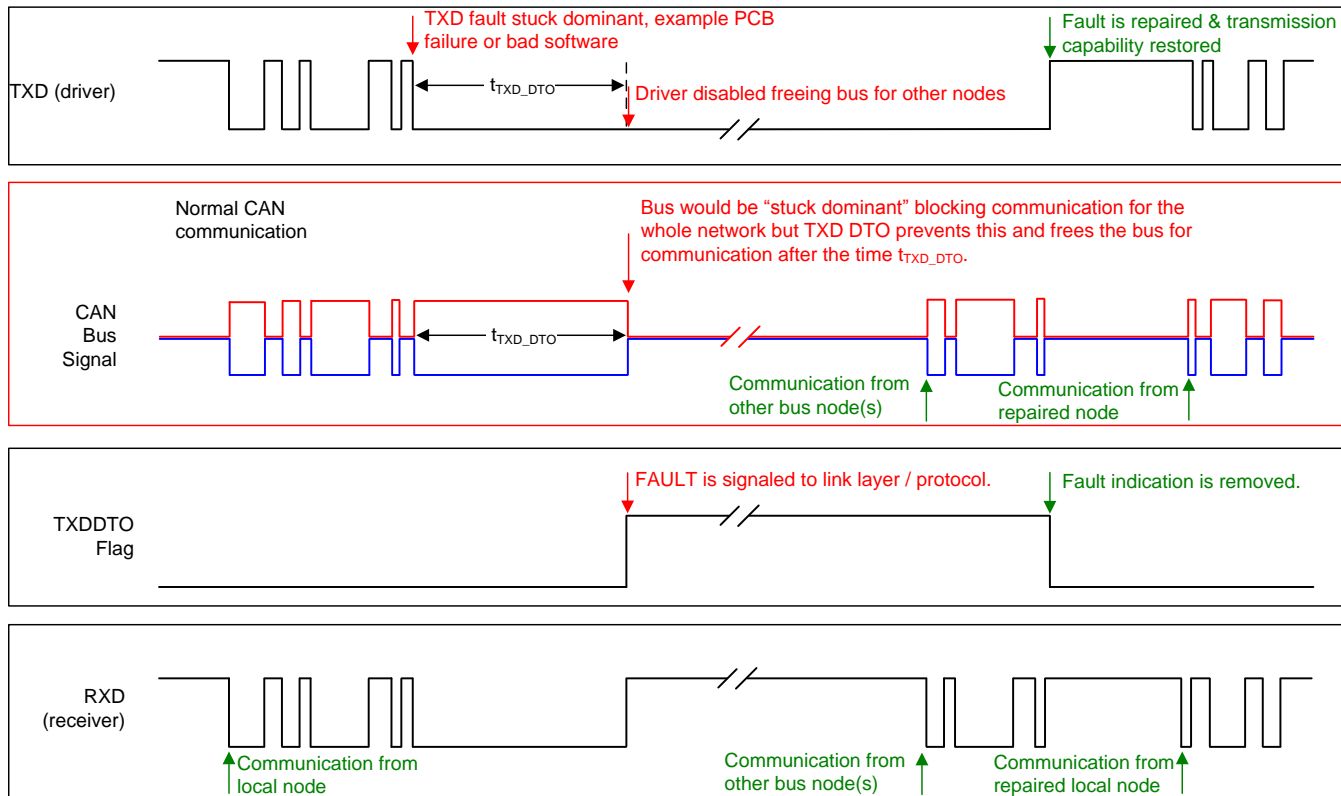 TXD fault stuck dominant, example PCB
failure or bad software
Fault is repaired & transmission
capability restored
TXD (driver)
tTXD_DTO
Driver disabled freeing bus for other nodes
Normal CAN
communication
Bus would be “stuck dominant” blocking communication for the
whole network but TXD DTO prevents this and frees the bus for
communication after the time tTXD_DTO.
CAN
Bus
Signal
tTXD_DTO
Communication from
other bus node(s)
Communication from
repaired node
FAULT is signaled to link layer / protocol.
Fault indication is removed.
TXDDTO
Flag
RXD
(receiver)
Communication from
local node
Communication from
other bus node(s)
Communication from
repaired local node